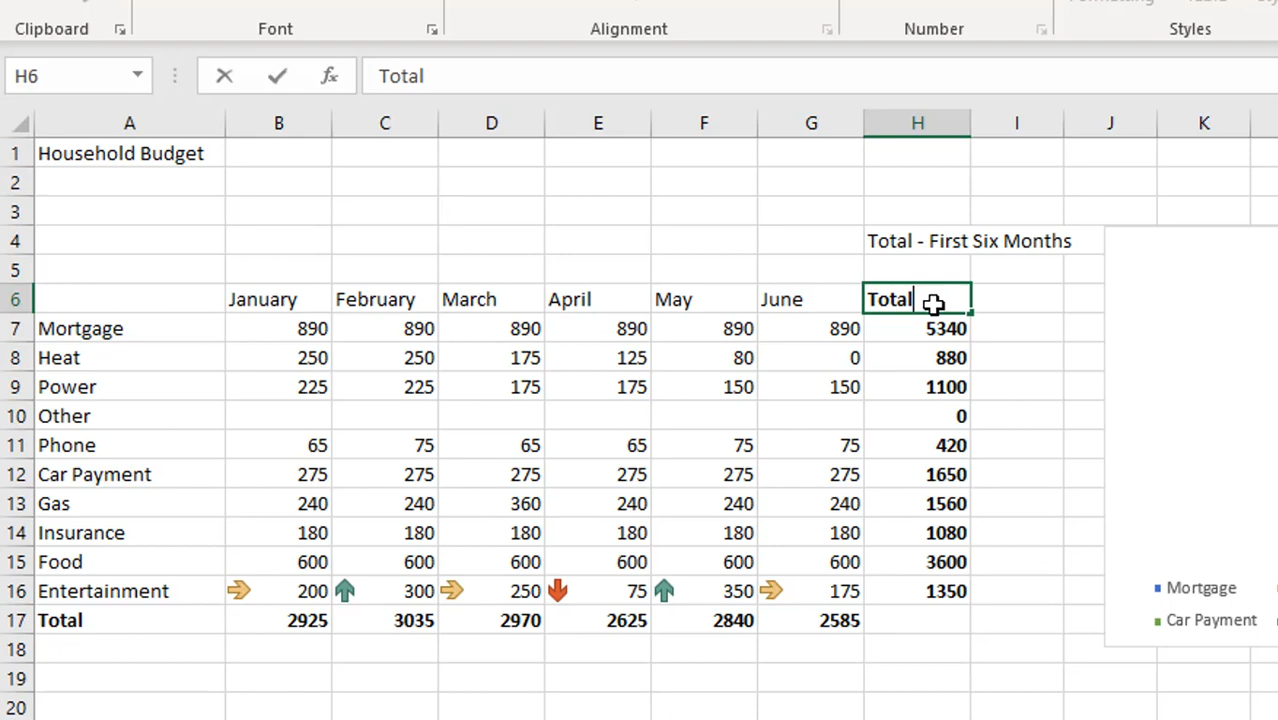 Clipboard Font Alignment Number Styles
H6 fx Total
A B C D E F G H I J K
1 Household Budget
2
3
4 Total - First Six Months
5
6 January February March April May June Total
7 Mortgage 890 890 890 890 890 890 5340
8 Heat 250 250 175 125 80 0 880
9 Power 225 225 175 175 150 150 1100
10 Other 0
11 Phone 65 75 65 65 75 75 420
12 Car Payment 275 275 275 275 275 275 1650
13 Gas 240 240 360 240 240 240 1560
14 Insurance 180 180 180 180 180 180 1080
15 Food 600 600 600 600 600 600 3600
16 Entertainment 200 300 250 75 350 175 1350
Mortgage
17 Total 2925 3035 2970 2625 2840 2585
Car Payment
18
19
20